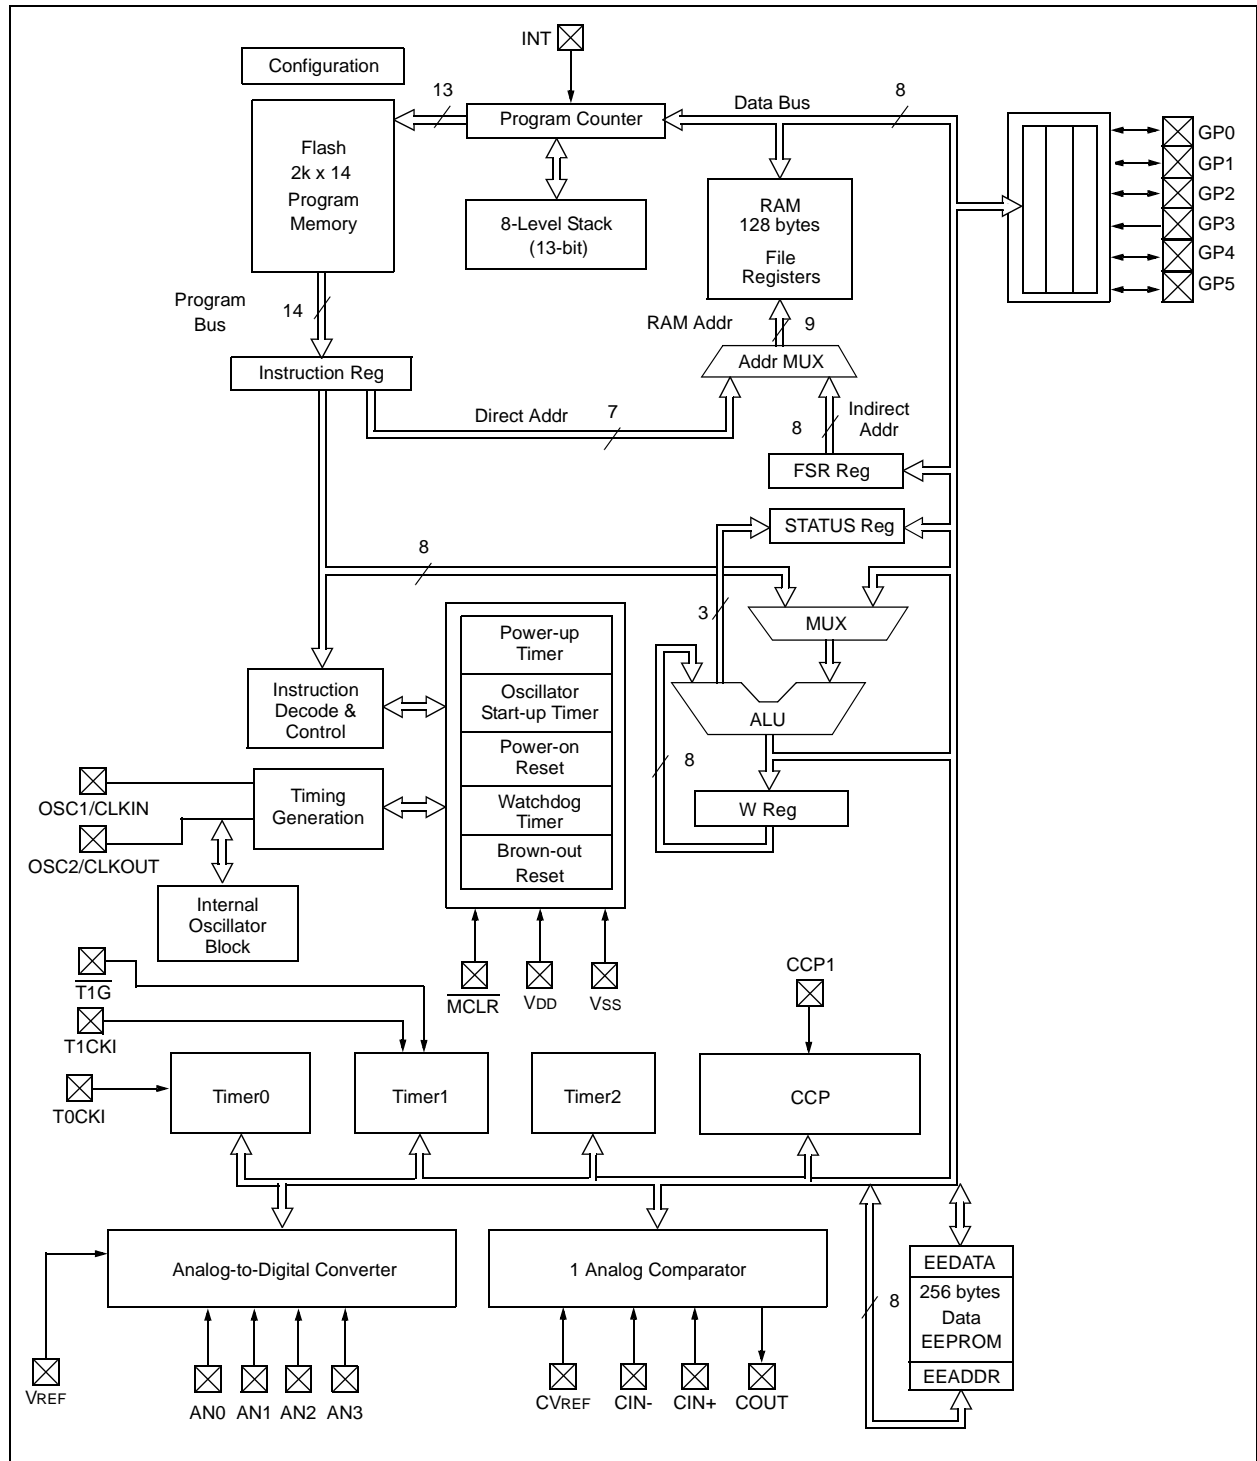 INT
Configuration
13
Data Bus
8
Program Counter
Flash
2k x 14
Program
Memory
8-Level Stack
(13-bit)
RAM
128 bytes
File
Registers
GP0
GP1
GP2
GP3
GP4
GP5
Program
Bus
14
RAM Addr
9
Addr MUX
Instruction Reg
Direct Addr
7
8
Indirect
Addr
FSR Reg
STATUS Reg
8
3
MUX
Power-up
Timer
Oscillator
Start-up Timer
Power-on
Reset
Watchdog
Timer
Brown-out
Reset
Instruction
Decode &
Control
ALU
8
W Reg
OSC1/CLKIN
Timing
Generation
OSC2/CLKOUT
Internal
Oscillator
Block
T1G
MCLR
VDD
VSS
CCP1
T1CKI
T0CKI
Timer0
Timer1
Timer2
CCP
Analog-to-Digital Converter
1 Analog Comparator
EEDATA
256 bytes
Data
EEPROM
EEADDR
8
VREF
AN0
AN1
AN2
AN3
CVREF
CIN-
CIN+
COUT